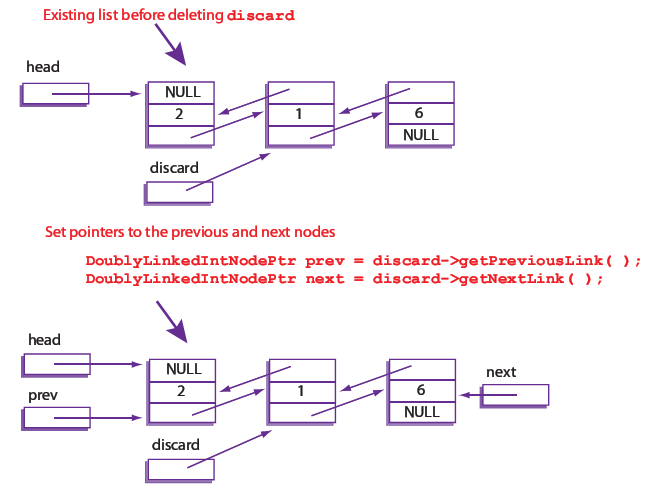 Existing list before deleting discard
head
NULL
2
1
6
NULL
discard
Set pointers to the previous and next nodes
DoublyLinkedIntNodePtr prev = discard->getPreviousLink( );
DoublyLinkedIntNodePtr next = discard->getNextLink( );
head
NULL
2
1
6
NULL
next
prev
discard